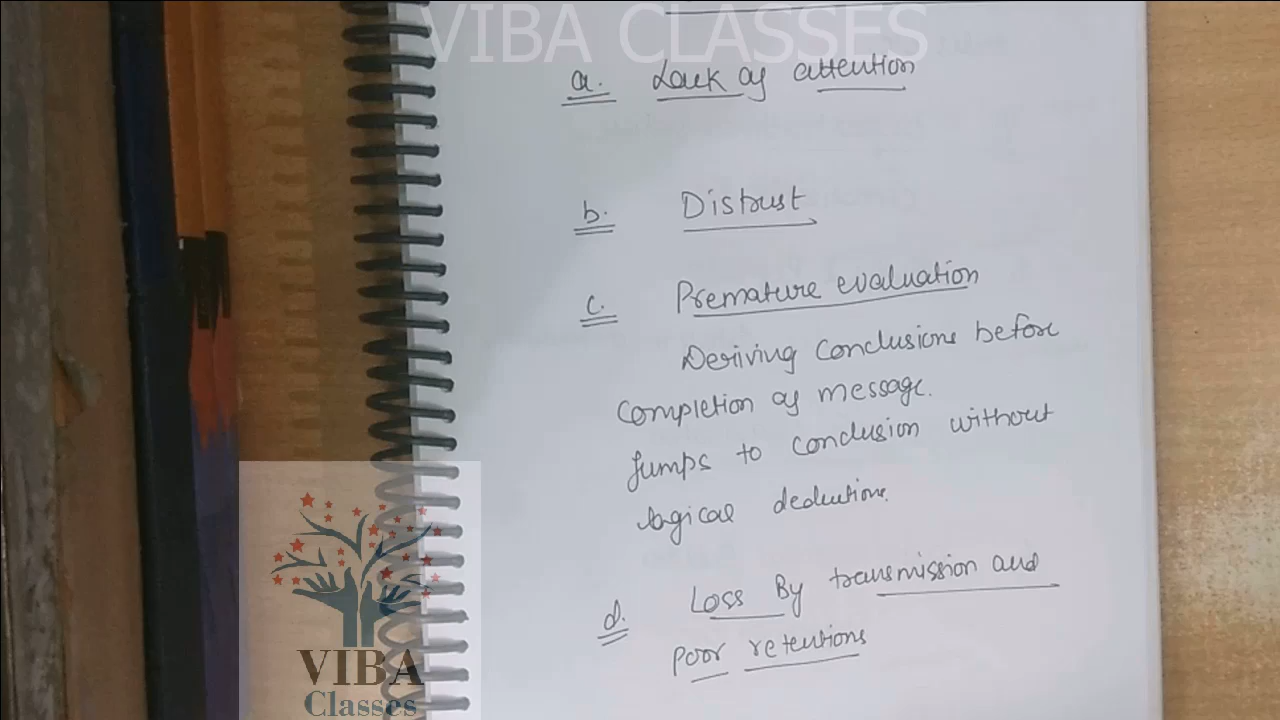 VIBA CLASSES
a. Lack of attention
b. Distrust
c. Premature evaluation
Deriving conclusions before
completion of message.
Jumps to conclusion without
logical deductions.
d. Loss By transmission and
poor retentions
VIBA
Classes